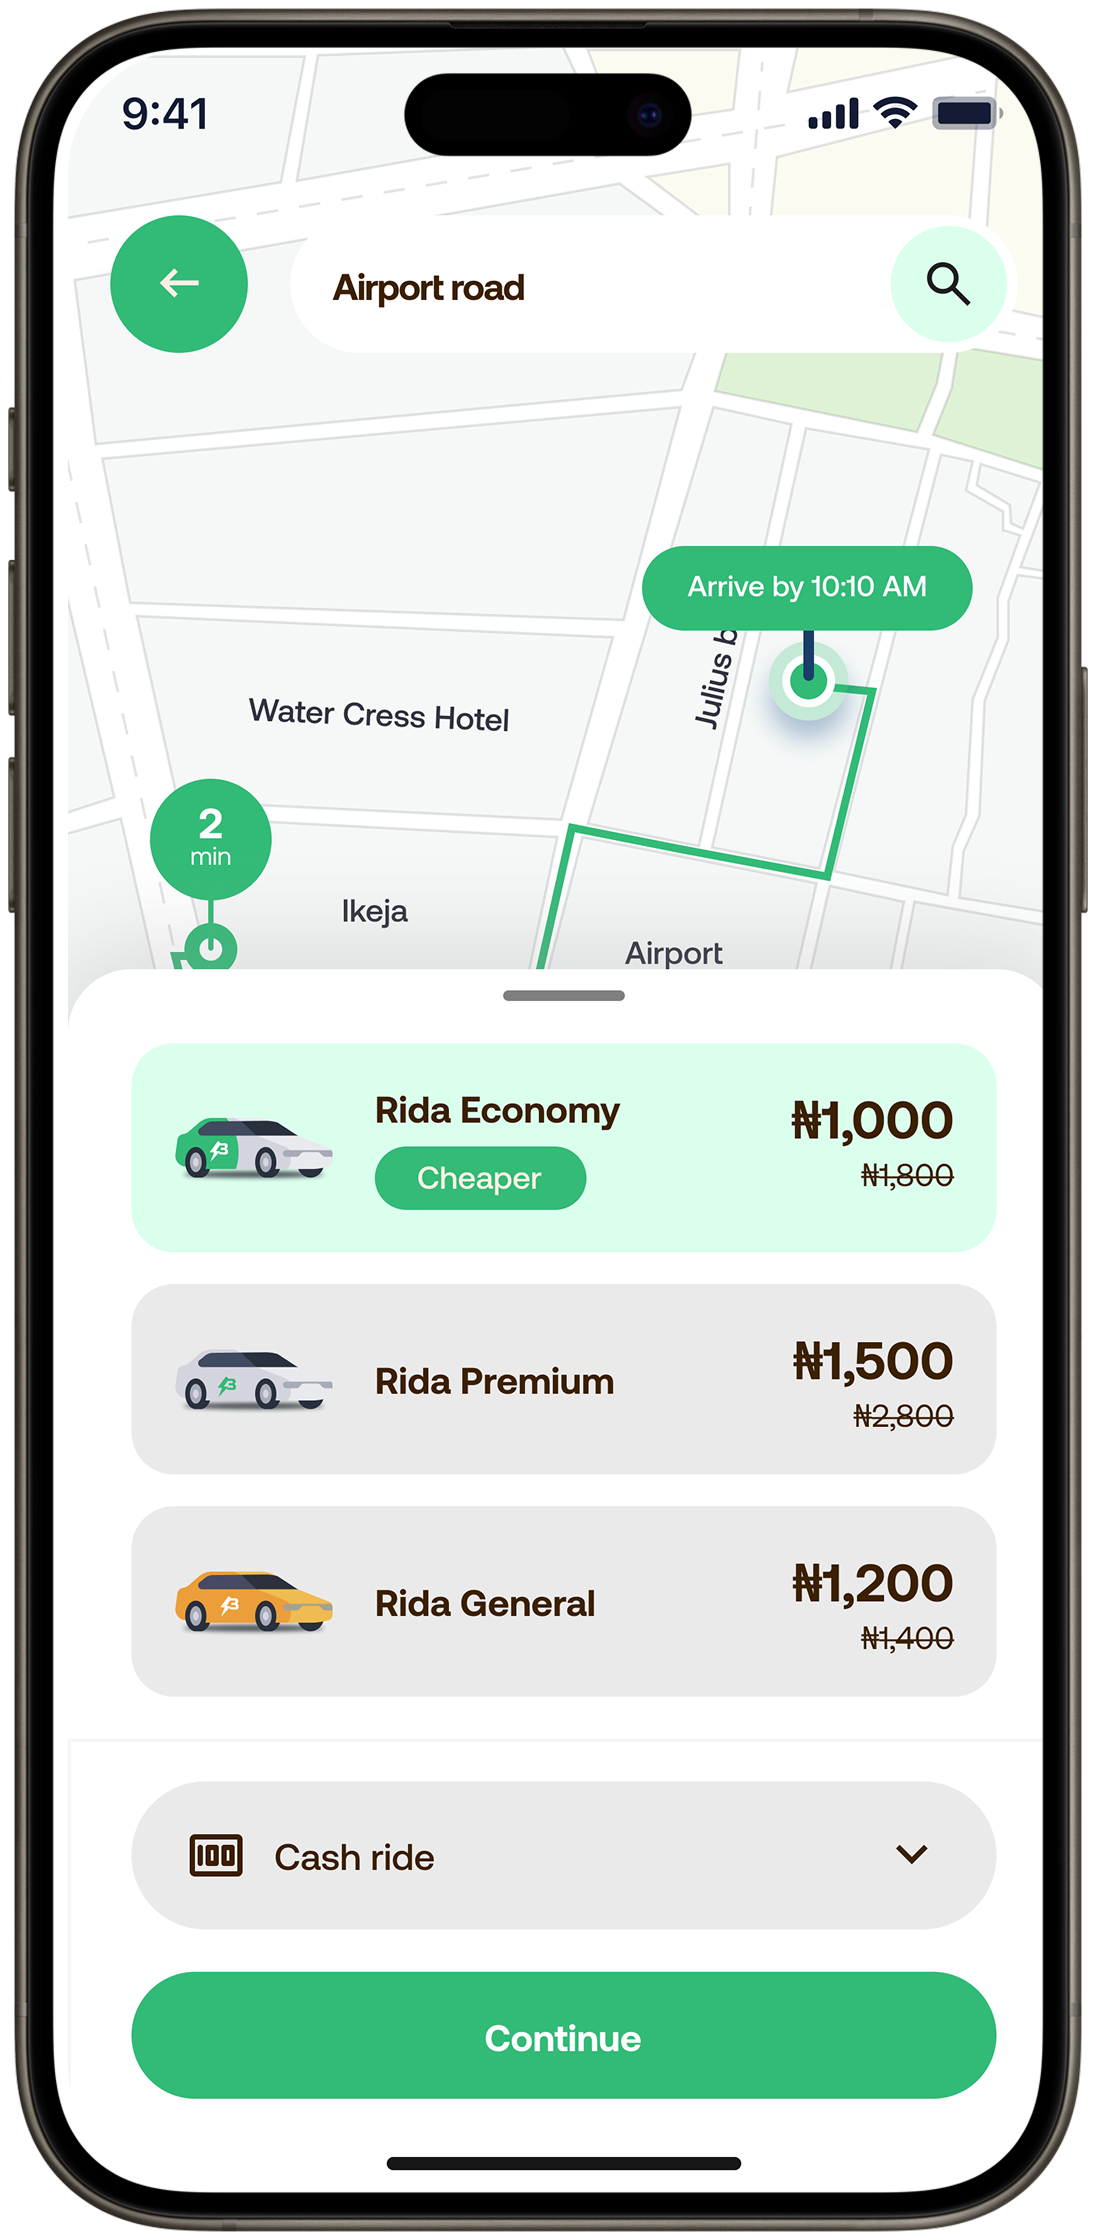 9:41
Airport road
Arrive by 10:10 AM
Julius b
Water Cress Hotel
2
min
Ikeja
Airport
Rida Economy
Cheaper
₦1,000
₦1,800
Rida Premium
₦1,500
₦2,800
Rida General
₦1,200
₦1,400
100
Cash ride
Continue